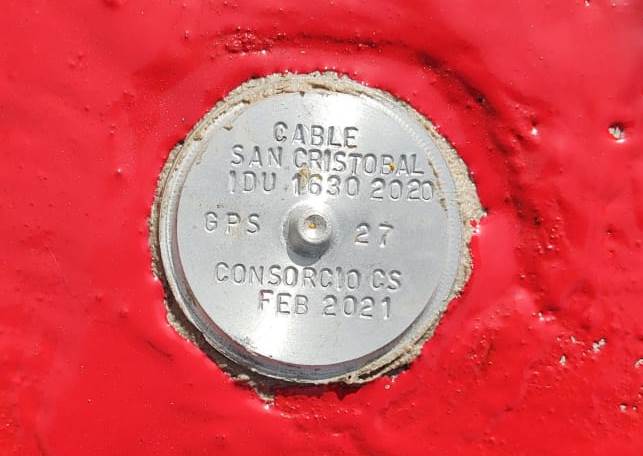 CABLE
SAN CRISTOBAL
IDU 1630 2020
GPS 27
CONSORCIO CS
FEB 2021